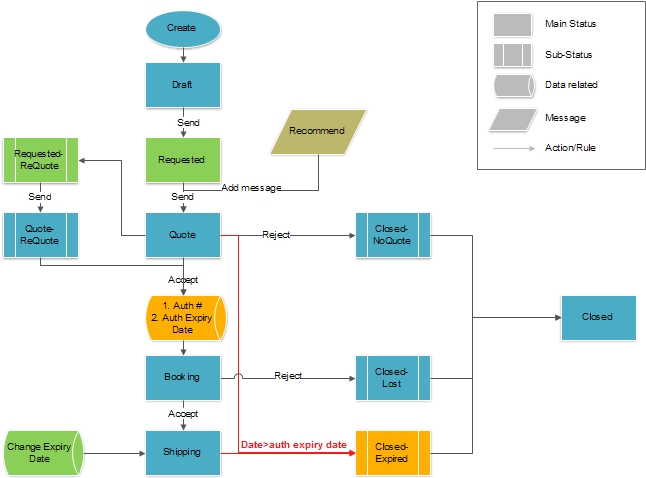 Create
Main Status
Sub-Status
Data related
Message
Action/Rule
Draft
Send
Recommend
Requested-
ReQuote
Requested
Add message
Send
Send
Quote-
ReQuote
Quote
Reject
Closed-
NoQuote
Accept
1. Auth #
2. Auth Expiry
Date
Closed
Booking
Reject
Closed-
Lost
Accept
Change Expiry
Date
Shipping
Date>auth expiry date
Closed-
Expired